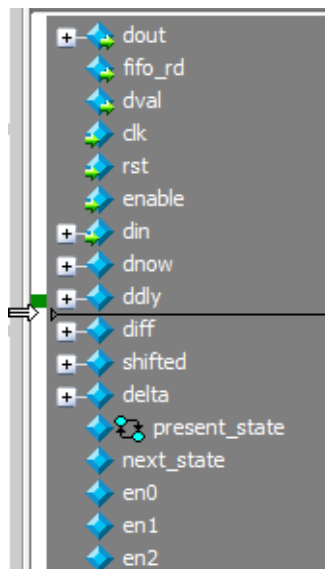 dout
fifo_rd
dval
clk
rst
enable
din
dnow
ddly
diff
shifted
delta
present_state
next_state
en0
en1
en2